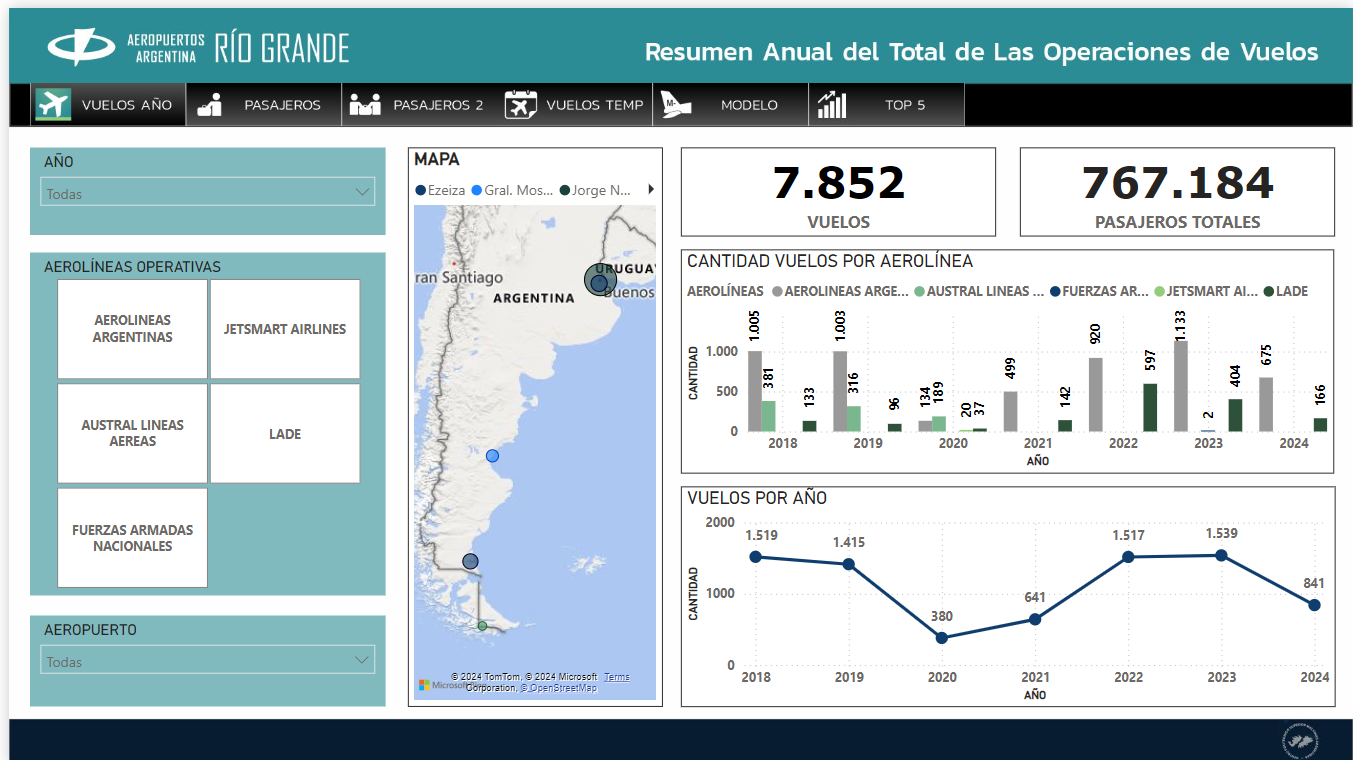 AEROPUERTOS
ARGENTINA
RÍO GRANDE
Resumen Anual del Total de Las Operaciones de Vuelos
VUELOS AÑO
PASAJEROS
PASAJEROS 2
VUELOS TEMP
MODELO
TOP 5
AÑO
Todas
AEROLÍNEAS OPERATIVAS
AEROLINEAS
ARGENTINAS
JETSMART AIRLINES
AUSTRAL LINEAS
AEREAS
LADE
FUERZAS ARMADAS
NACIONALES
AEROPUERTO
Todas
MAPA
Ezeiza Gral. Mos... Jorge N...
ran Santiago
URUGUA
ARGENTINA
Buenos
© 2024 TomTom, © 2024 Microsoft Terms
Corporation, © OpenStreetMap
7.852
VUELOS
767.184
PASAJEROS TOTALES
CANTIDAD VUELOS POR AEROLÍNEA
AEROLÍNEAS AEROLINEAS ARGE... AUSTRAL LINEAS ... FUERZAS AR... JETSMART AI... LADE
CANTIDAD
1.000
500
0
1.005
381
133
1.003
316
96
134
189
20
37
499
142
920
597
1.133
2
404
675
166
2018 2019 2020 2021 2022 2023 2024
AÑO
VUELOS POR AÑO
CANTIDAD
2000
1000
0
1.519
1.415
380
641
1.517
1.539
841
2018 2019 2020 2021 2022 2023 2024
AÑO